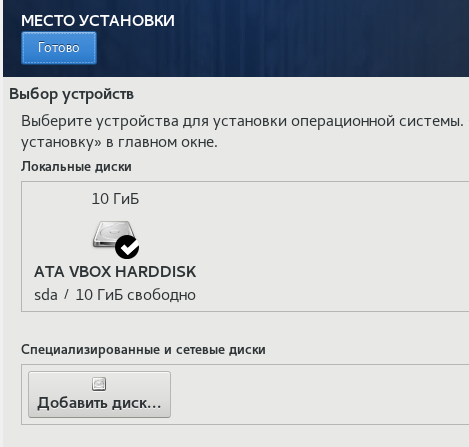 МЕСТО УСТАНОВКИ
Готово
Выбор устройств
Выберите устройства для установки операционной системы.
установку» в главном окне.
Локальные диски
10 ГиБ
ATA VBOX HARDDISK
sda / 10 ГиБ свободно
Специализированные и сетевые диски
Добавить диск...